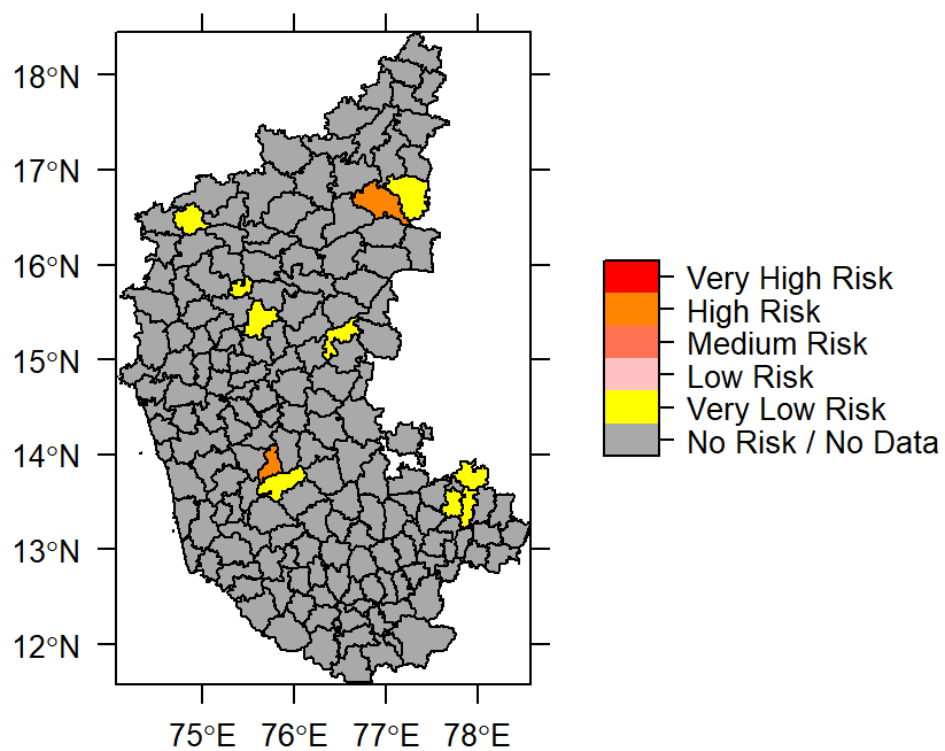 18°N
17°N
16°N
15°N
14°N
13°N
12°N
75°E 76°E 77°E 78°E
Very High Risk
High Risk
Medium Risk
Low Risk
Very Low Risk
No Risk / No Data